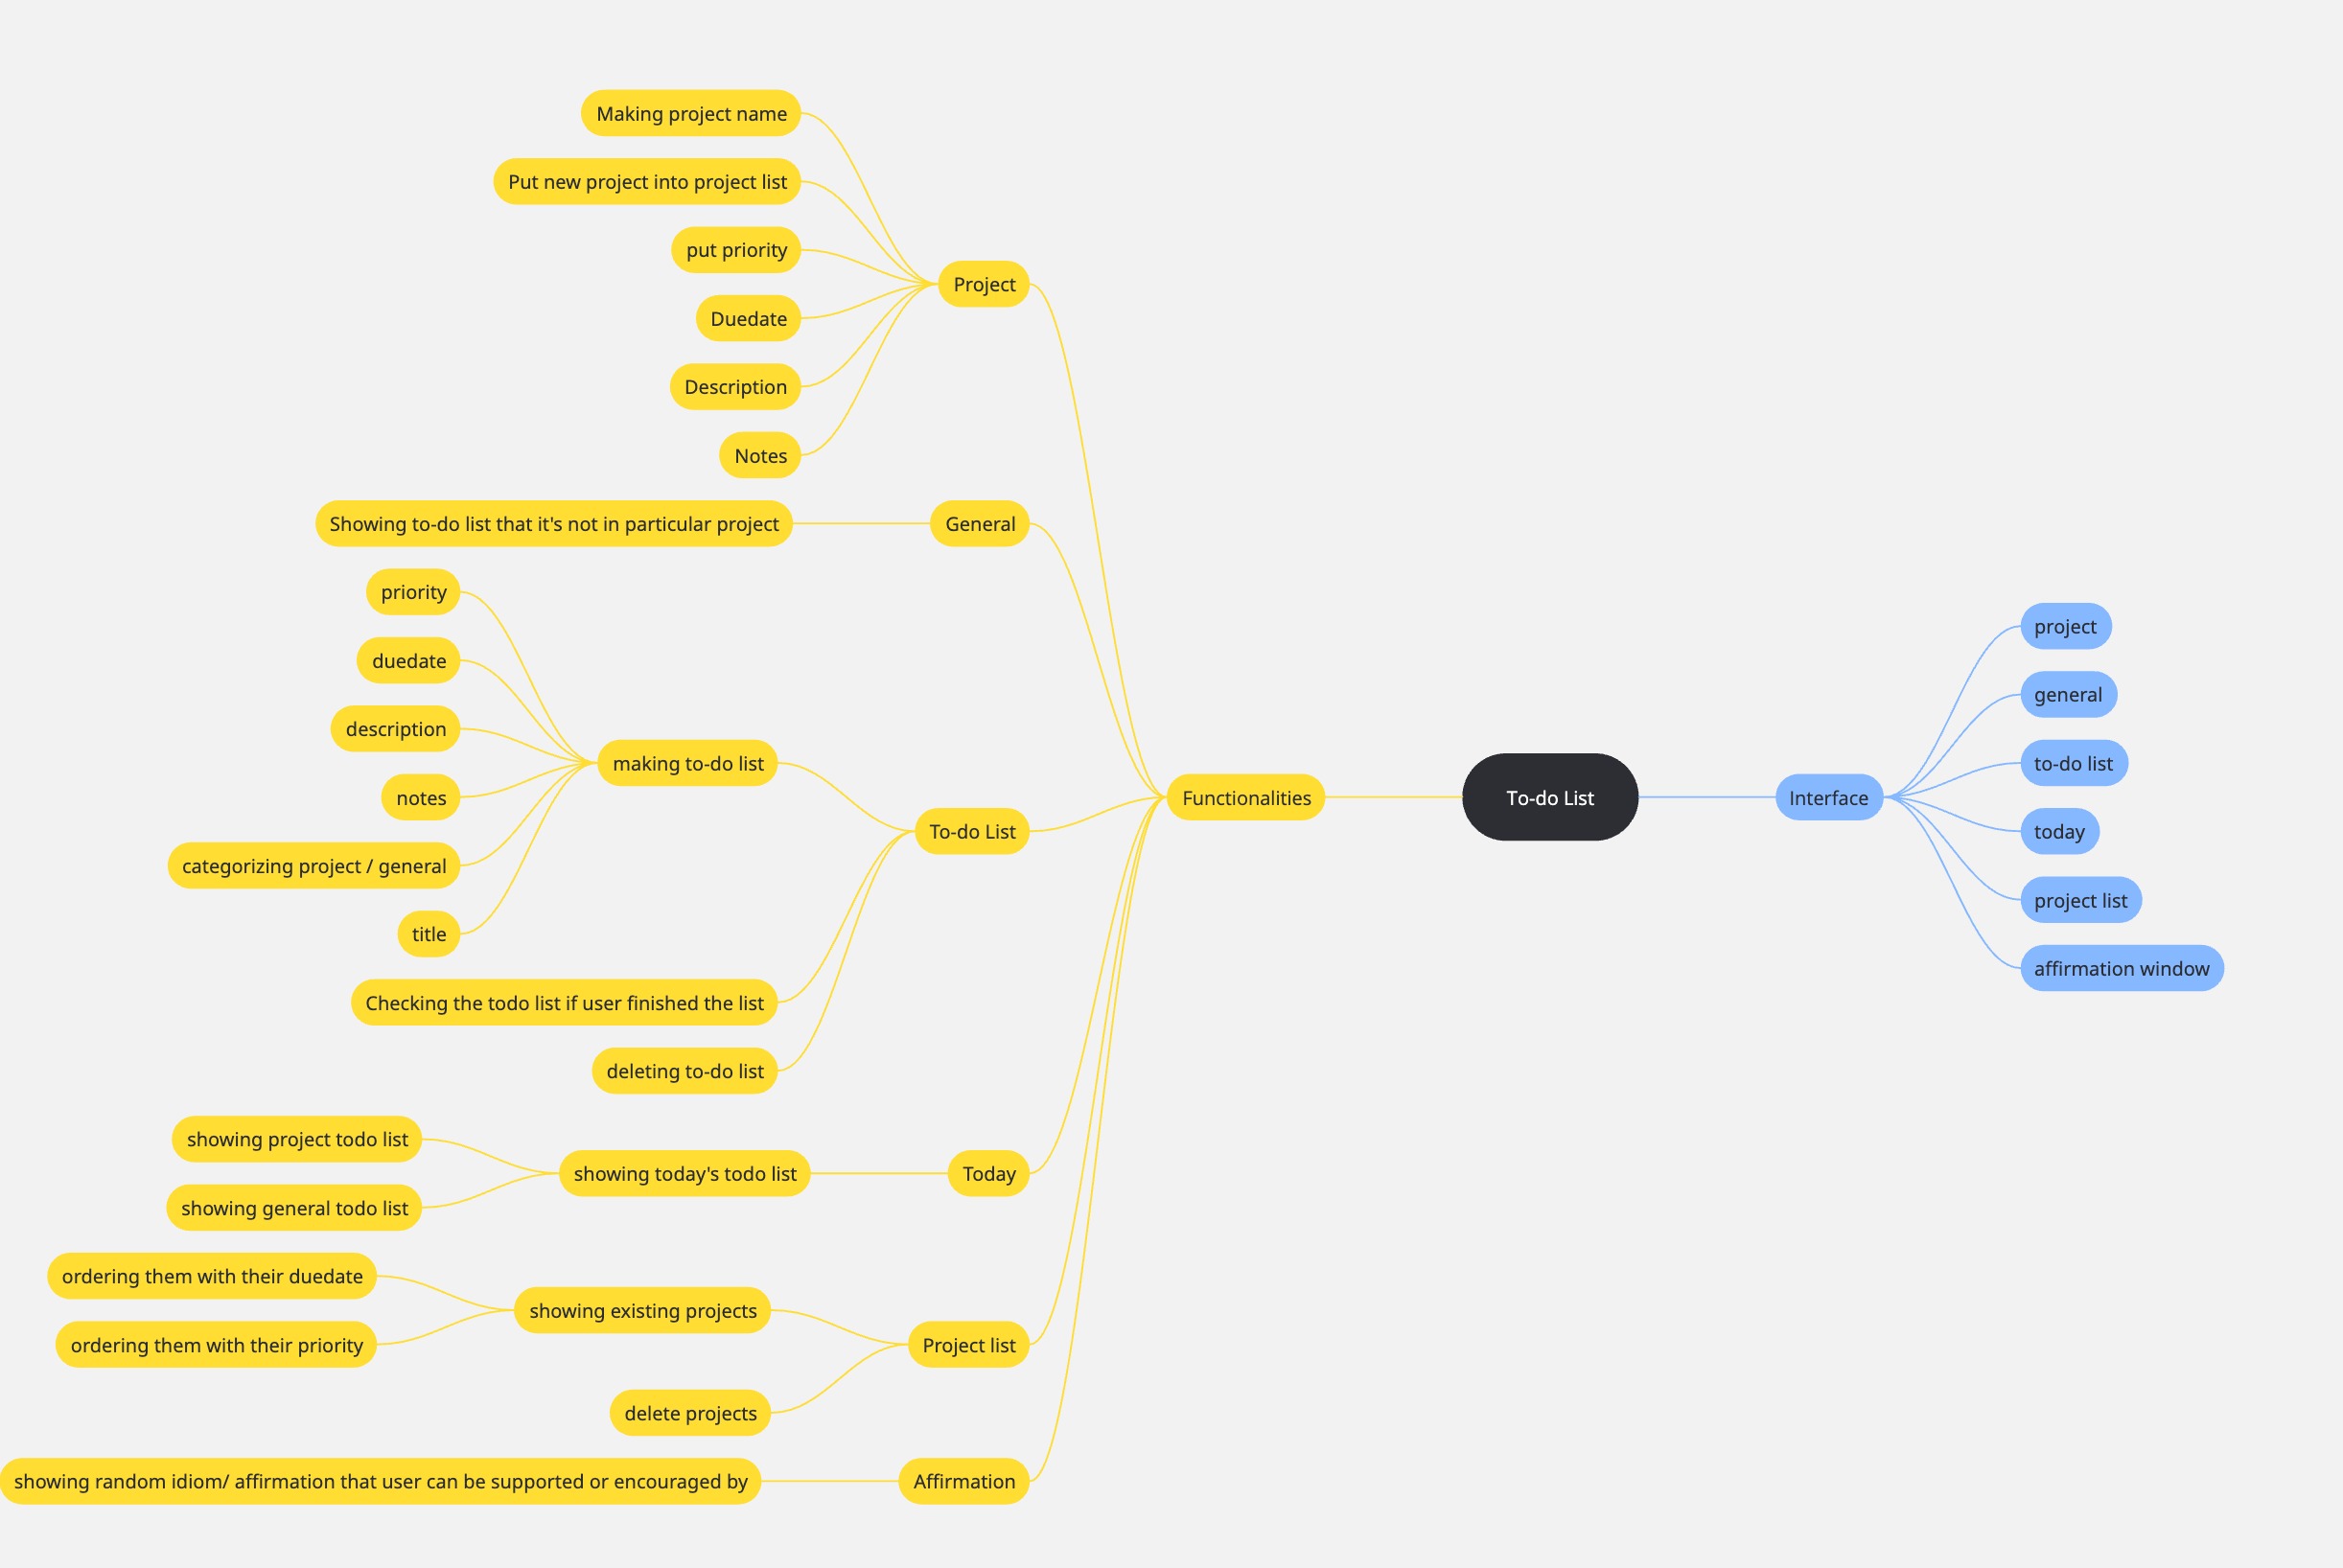 Making project name
Put new project into project list
put priority
Duedate
Description
Notes
Project
Showing to-do list that it's not in particular project
General
priority
duedate
description
notes
categorizing project / general
title
making to-do list
Checking the todo list if user finished the list
deleting to-do list
To-do List
showing project todo list
showing general todo list
showing today's todo list
Today
ordering them with their duedate
ordering them with their priority
showing existing projects
delete projects
Project list
showing random idiom/ affirmation that user can be supported or encouraged by
Affirmation
Functionalities
To-do List
Interface
project
general
to-do list
today
project list
affirmation window